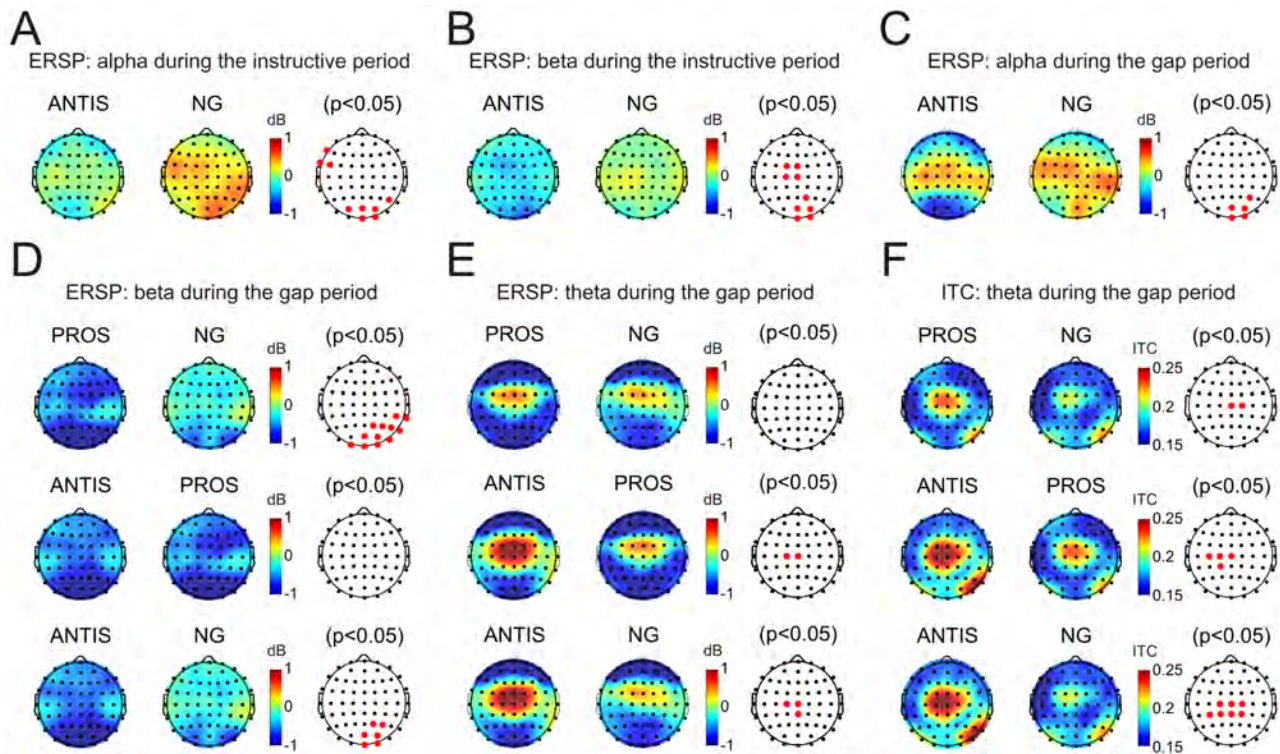 A
ERSP: alpha during the instructive period
ANTIS NG (p<0.05)
dB
1
-1
B
ERSP: beta during the instructive period
ANTIS NG (p<0.05)
dB
1
-1
C
ERSP: alpha during the gap period
ANTIS NG (p<0.05)
dB
1
-1
D
ERSP: beta during the gap period
PROS NG (p<0.05)
dB
1
0
-1
ANTIS PROS (p<0.05)
dB
1
0
-1
ANTIS NG (p<0.05)
dB
1
0
-1
E
ERSP: theta during the gap period
PROS NG (p<0.05)
dB
1
0
-1
ANTIS PROS (p<0.05)
dB
1
0
-1
ANTIS NG (p<0.05)
dB
1
0
-1
F
ITC: theta during the gap period
PROS NG (p<0.05)
ITC
0.25
0.2
0.15
ANTIS PROS (p<0.05)
ITC
0.25
0.2
0.15
ANTIS NG (p<0.05)
ITC
0.25
0.2
0.15